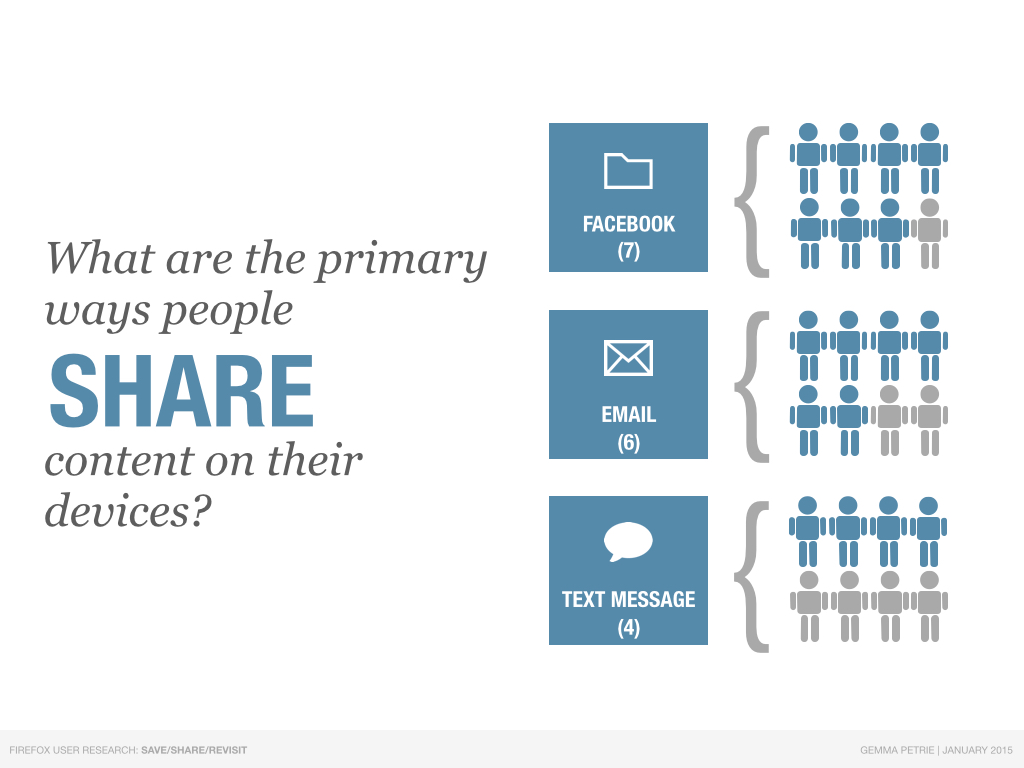 What are the primary
ways people
SHARE
content on their
devices?
FACEBOOK
(7)
EMAIL
(6)
TEXT MESSAGE
(4)
FIREFOX USER RESEARCH: SAVE/SHARE/REVISIT
GEMMA PETRIE | JANUARY 2015